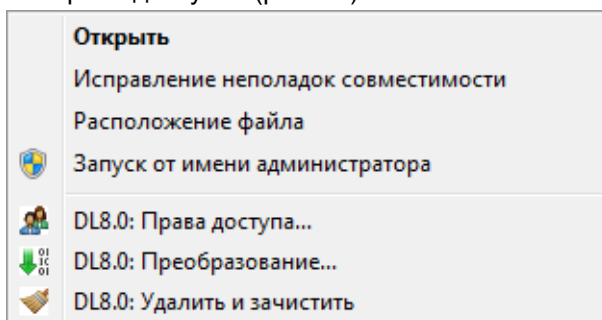 Открыть
Исправление неполадок совместимости
Расположение файла
Запуск от имени администратора
DL8.0: Права доступа...
DL8.0: Преобразование...
DL8.0: Удалить и зачистить